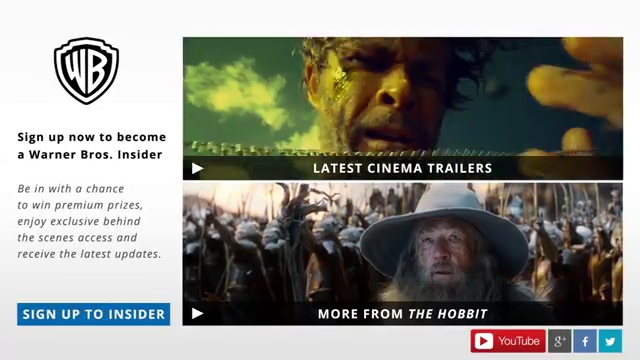 WB
Sign up now to become
a Warner Bros. Insider
Be in with a chance
to win premium prizes,
enjoy exclusive behind
the scenes access and
receive the latest updates.
SIGN UP TO INSIDER
LATEST CINEMA TRAILERS
MORE FROM THE HOBBIT
YouTube
g+
f